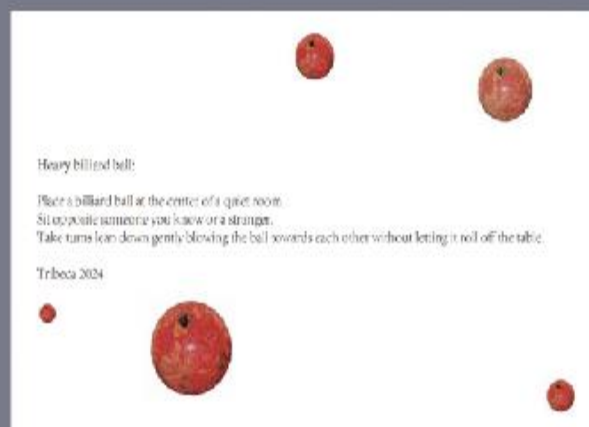 Heavy billiard ball:
Place a billiard ball at the center of a quiet room.
Sit opposite someone you know or a stranger.
Take turns lean down gently blowing the ball towards each other without letting it roll off the table.
Tribeca 2024